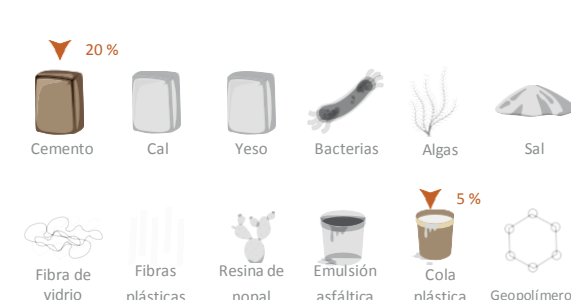 20 %
Cemento Cal Yeso Bacterias Algas Sal
5 %
Fibra de vidrio
Fibras plásticas
Resina de nopal
Emulsión asfáltica
Cola plástica
Geopolímero